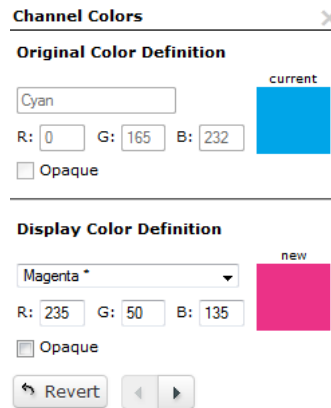 Channel Colors
Original Color Definition
current
Cyan
R: 0 G: 165 B: 232
Opaque
Display Color Definition
new
Magenta *
R: 235 G: 50 B: 135
Opaque
Revert